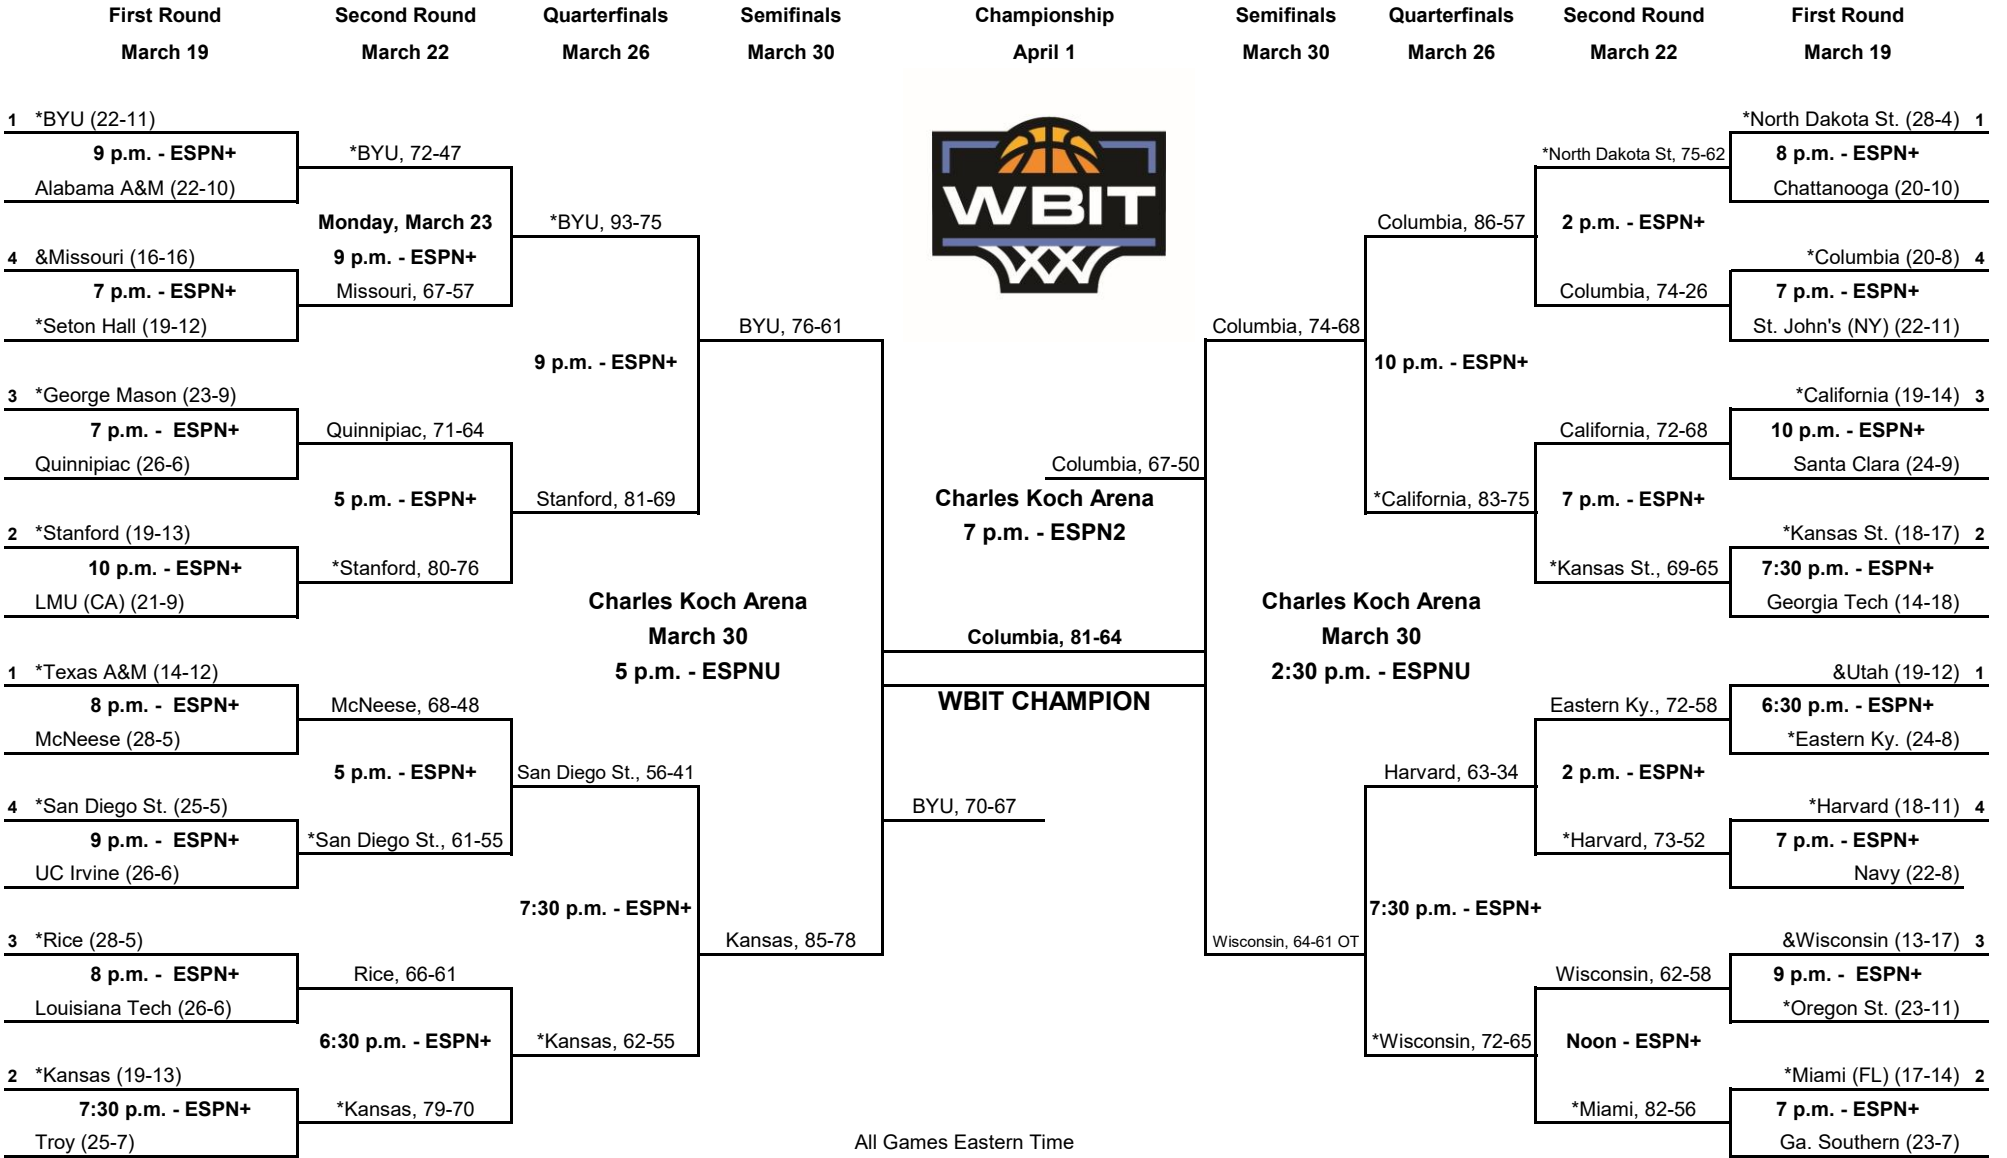 First Round Second Round Quarterfinals Semifinals Championship Semifinals Quarterfinals Second Round First Round
March 19 March 22 March 26 March 30 April 1 March 30 March 26 March 22 March 19
1 *BYU (22-11)
9 p.m. - ESPN+
Alabama A&M (22-10)
4 &Missouri (16-16)
7 p.m. - ESPN+
*Seton Hall (19-12)
3 *George Mason (23-9)
7 p.m. - ESPN+
Quinnipiac (26-6)
2 *Stanford (19-13)
10 p.m. - ESPN+
LMU (CA) (21-9)
1 *Texas A&M (14-12)
8 p.m. - ESPN+
McNeese (28-5)
4 *San Diego St. (25-5)
9 p.m. - ESPN+
UC Irvine (26-6)
3 *Rice (28-5)
8 p.m. - ESPN+
Louisiana Tech (26-6)
2 *Kansas (19-13)
7:30 p.m. - ESPN+
Troy (25-7)
*BYU, 72-47
Monday, March 23
9 p.m. - ESPN+
Missouri, 67-57
Quinnipiac, 71-64
5 p.m. - ESPN+
*Stanford, 80-76
McNeese, 68-48
5 p.m. - ESPN+
*San Diego St., 61-55
Rice, 66-61
6:30 p.m. - ESPN+
*Kansas, 79-70
*BYU, 93-75
9 p.m. - ESPN+
Stanford, 81-69
San Diego St., 56-41
7:30 p.m. - ESPN+
*Kansas, 62-55
BYU, 76-61
Charles Koch Arena
March 30
5 p.m. - ESPNU
Kansas, 85-78
WBIT
Columbia, 67-50
Charles Koch Arena
7 p.m. - ESPN2
Columbia, 81-64
WBIT CHAMPION
BYU, 70-67
All Games Eastern Time
Columbia, 74-68
Charles Koch Arena
March 30
2:30 p.m. - ESPNU
Wisconsin, 64-61 OT
Columbia, 86-57
10 p.m. - ESPN+
*California, 83-75
Harvard, 63-34
7:30 p.m. - ESPN+
*Wisconsin, 72-65
*North Dakota St, 75-62
2 p.m. - ESPN+
Columbia, 74-26
California, 72-68
7 p.m. - ESPN+
*Kansas St., 69-65
Eastern Ky., 72-58
2 p.m. - ESPN+
*Harvard, 73-52
Wisconsin, 62-58
Noon - ESPN+
*Miami, 82-56
*North Dakota St. (28-4) 1
8 p.m. - ESPN+
Chattanooga (20-10)
*Columbia (20-8) 4
7 p.m. - ESPN+
St. John's (NY) (22-11)
*California (19-14) 3
10 p.m. - ESPN+
Santa Clara (24-9)
*Kansas St. (18-17) 2
7:30 p.m. - ESPN+
Georgia Tech (14-18)
&Utah (19-12) 1
6:30 p.m. - ESPN+
*Eastern Ky. (24-8)
*Harvard (18-11) 4
7 p.m. - ESPN+
Navy (22-8)
&Wisconsin (13-17) 3
9 p.m. - ESPN+
*Oregon St. (23-11)
*Miami (FL) (17-14) 2
7 p.m. - ESPN+
Ga. Southern (23-7)